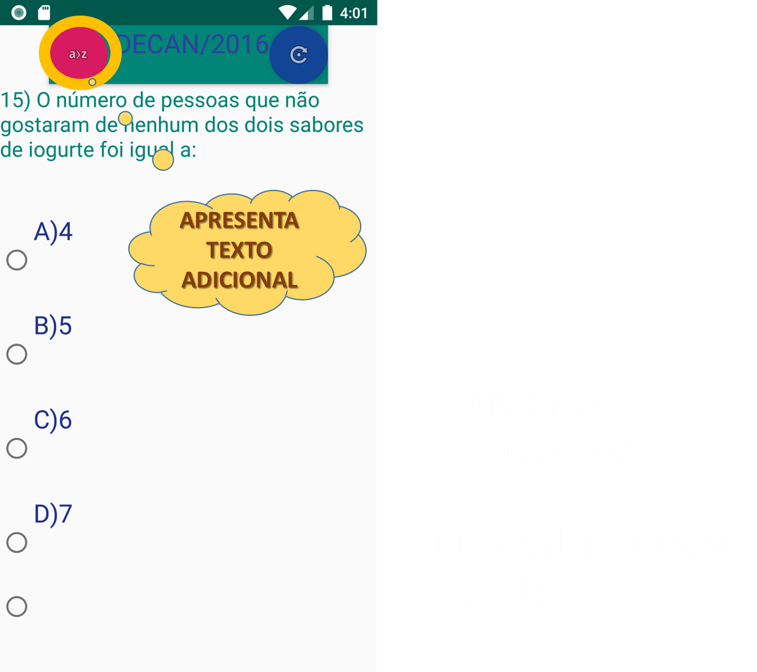 4:01
a›z
DECAN/2016
15) O número de pessoas que não
gostaram de nenhum dos dois sabores
de iogurte foi igual a:
A)4
APRESENTA
TEXTO
ADICIONAL
B)5
C)6
D)7